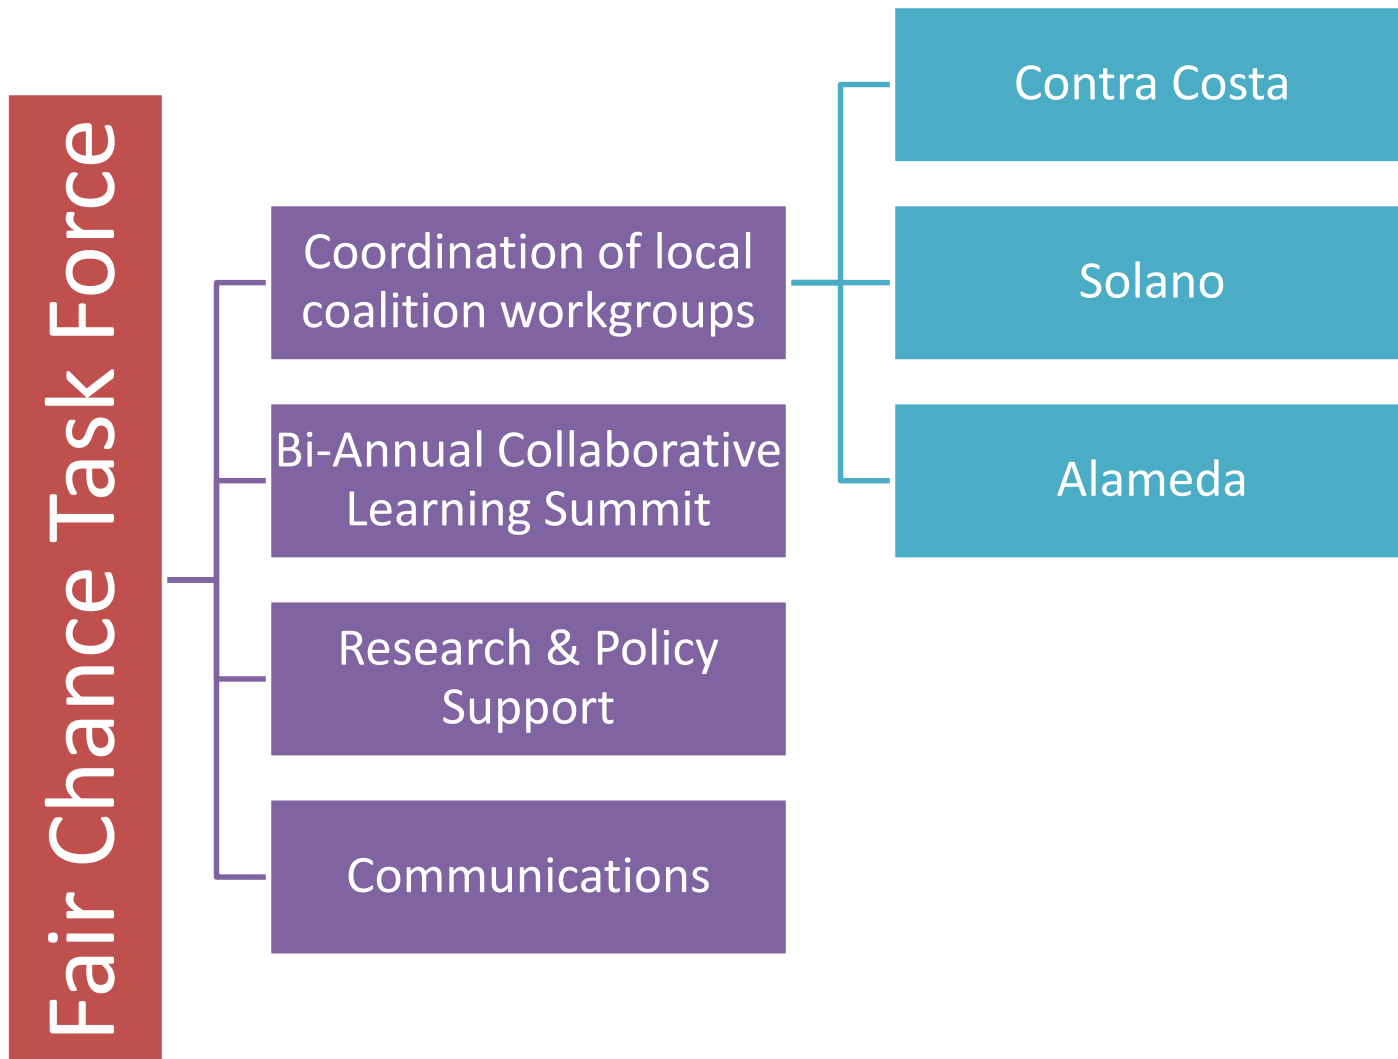 Fair Chance Task Force
Coordination of local
coalition workgroups
Bi-Annual Collaborative
Learning Summit
Research & Policy
Support
Communications
Contra Costa
Solano
Alameda